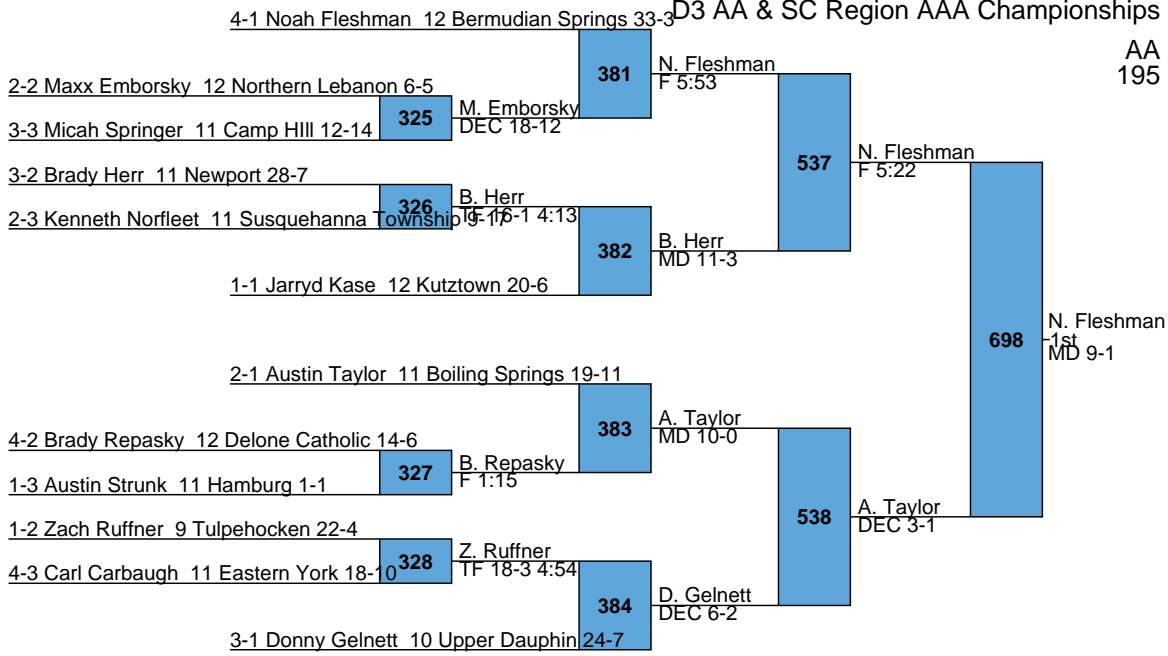 4-1 Noah Fleshman 12 Bermudian Springs 33-3
D3 AA & SC Region AAA Championships
AA
195
381
N. Fleshman
F 5:53
2-2 Maxx Emborsky 12 Northern Lebanon 6-5
325
M. Emborsky
DEC 18-12
3-3 Micah Springer 11 Camp HIll 12-14
537
N. Fleshman
F 5:22
3-2 Brady Herr 11 Newport 28-7
326
B. Herr
TF 16-1 4:13
2-3 Kenneth Norfleet 11 Susquehanna Township 9-17
382
B. Herr
MD 11-3
1-1 Jarryd Kase 12 Kutztown 20-6
698
N. Fleshman
1st
MD 9-1
2-1 Austin Taylor 11 Boiling Springs 19-11
383
A. Taylor
MD 10-0
4-2 Brady Repasky 12 Delone Catholic 14-6
327
B. Repasky
F 1:15
1-3 Austin Strunk 11 Hamburg 1-1
538
A. Taylor
DEC 3-1
1-2 Zach Ruffner 9 Tulpehocken 22-4
328
Z. Ruffner
TF 18-3 4:54
4-3 Carl Carbaugh 11 Eastern York 18-10
384
D. Gelnett
DEC 6-2
3-1 Donny Gelnett 10 Upper Dauphin 24-7